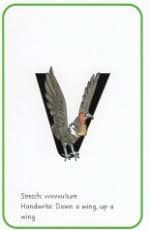 V
Stretch: vvvvvulture
Handwrite: Down a wing, up a
wing